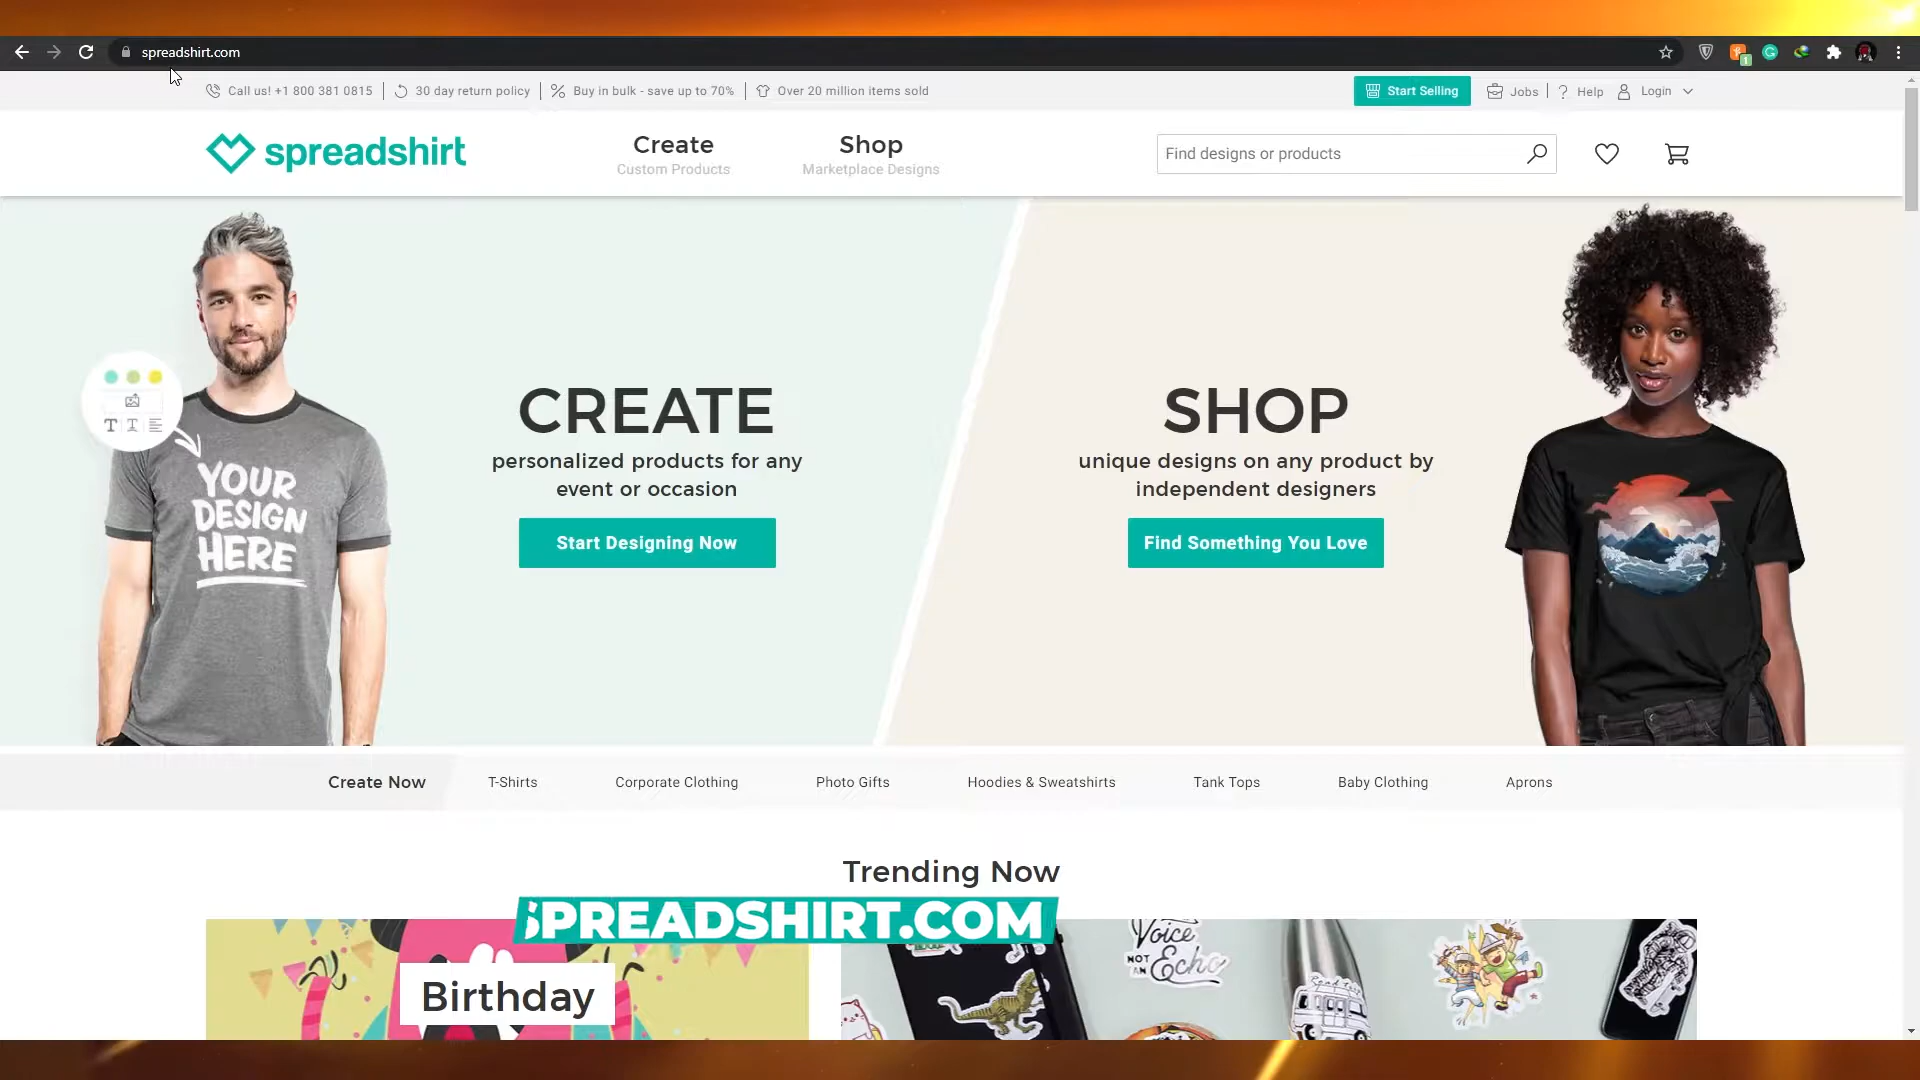 spreadshirt.com
Call us! +1 800 381 0815
30 day return policy
Buy in bulk - save up to 70%
Over 20 million items sold
Start Selling
Jobs
Help
Login
spreadshirt
Create
Custom Products
Shop
Marketplace Designs
Find designs or products
YOUR
DESIGN
HERE
CREATE
personalized products for any
event or occasion
Start Designing Now
SHOP
unique designs on any product by
independent designers
Find Something You Love
Create Now
T-Shirts
Corporate Clothing
Photo Gifts
Hoodies & Sweatshirts
Tank Tops
Baby Clothing
Aprons
Trending Now
SPREADSHIRT.COM
Birthday
Voice
NOT
AN
Echo